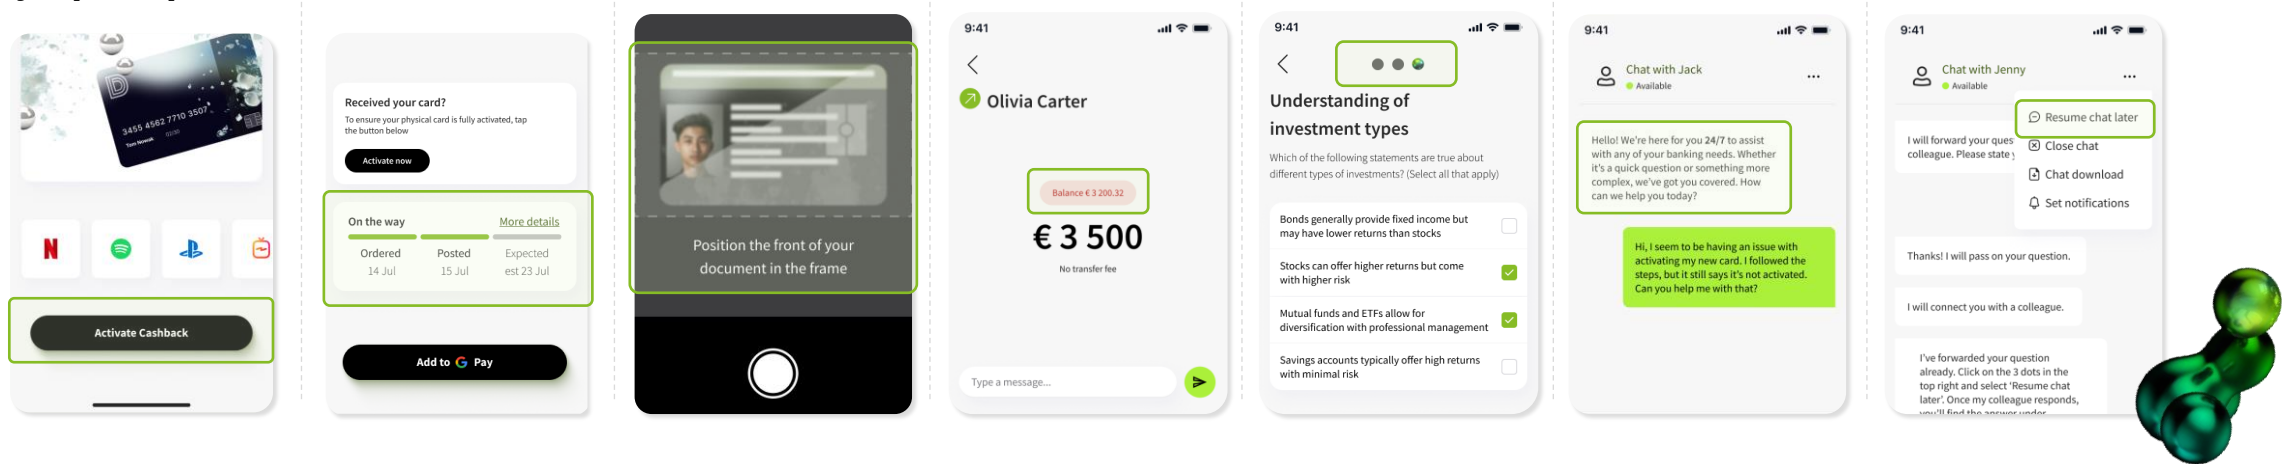 3455 4562 7710 3507
02/30
Tom Nowak
N
Activate Cashback
Received your card?
To ensure your physical card is fully activated, tap
the button below
Activate now
On the way
More details
Ordered
Posted
Expected
14 Jul
15 Jul
est 23 Jul
Add to G Pay
Position the front of your
document in the frame
9:41
Olivia Carter
Balance € 3 200.32
€ 3 500
No transfer fee
Type a message...
9:41
Understanding of
investment types
Which of the following statements are true about
different types of investments? (Select all that apply)
Bonds generally provide fixed income but
may have lower returns than stocks
Stocks can offer higher returns but come
with higher risk
Mutual funds and ETFs allow for
diversification with professional management
Savings accounts typically offer high returns
with minimal risk
9:41
Chat with Jack
Available
...
Hello! We're here for you 24/7 to assist
with any of your banking needs. Whether
it's a quick question or something more
complex, we've got you covered. How
can we help you today?
Hi, I seem to be having an issue with
activating my new card. I followed the
steps, but it still says it's not activated.
Can you help me with that?
9:41
Chat with Jenny
Available
...
Resume chat later
Close chat
Chat download
Set notifications
I will forward your ques
colleague. Please state
Thanks! I will pass on your question.
I will connect you with a colleague.
I've forwarded your question
already. Click on the 3 dots in the
top right and select 'Resume chat
later'. Once my colleague responds,
you'll find the answer under